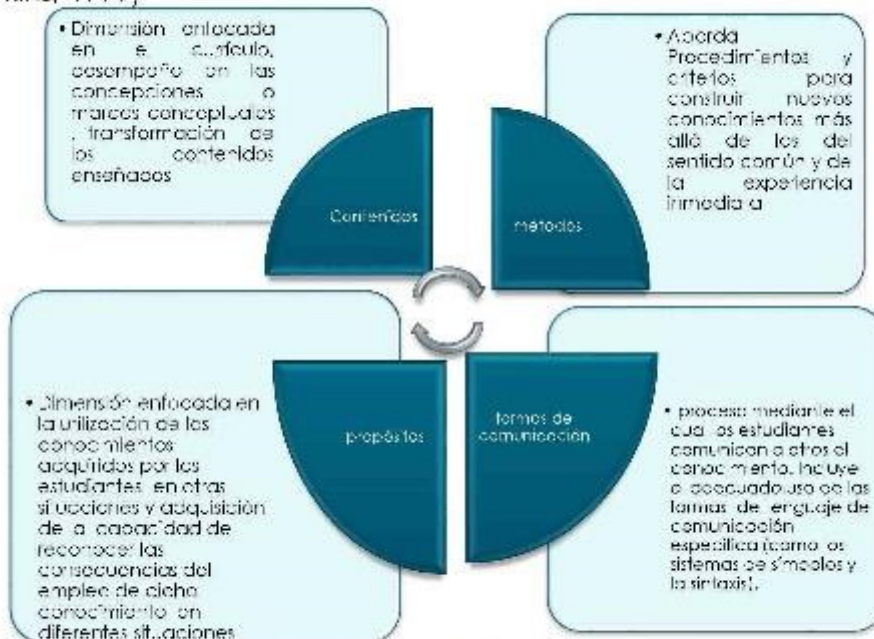 • Dimensión enfocada
en el currículo,
desempeño en las
concepciones o
marcos conceptuales
, transformación de
los contenidos
enseñados
Contenidos
• Aborda
Procedimientos y
criterios para
construir nuevos
conocimientos más
allá de los del
sentido común y de
la experiencia
inmediata
métodos
• Dimensión enfocada en
la utilización de los
conocimientos
adquiridos por los
estudiantes en otras
situaciones y adquisición
de la capacidad de
reconocer las
consecuencias del
empleo de dicho
conocimiento en
diferentes situaciones
propósitos
formas de
comunicación
• proceso mediante el
cual los estudiantes
comunican a otros el
conocimiento. Incluye
el adecuado uso de las
formas de lenguaje de
comunicación
especifica (como los
sistemas de símbolos y
la sintaxis).